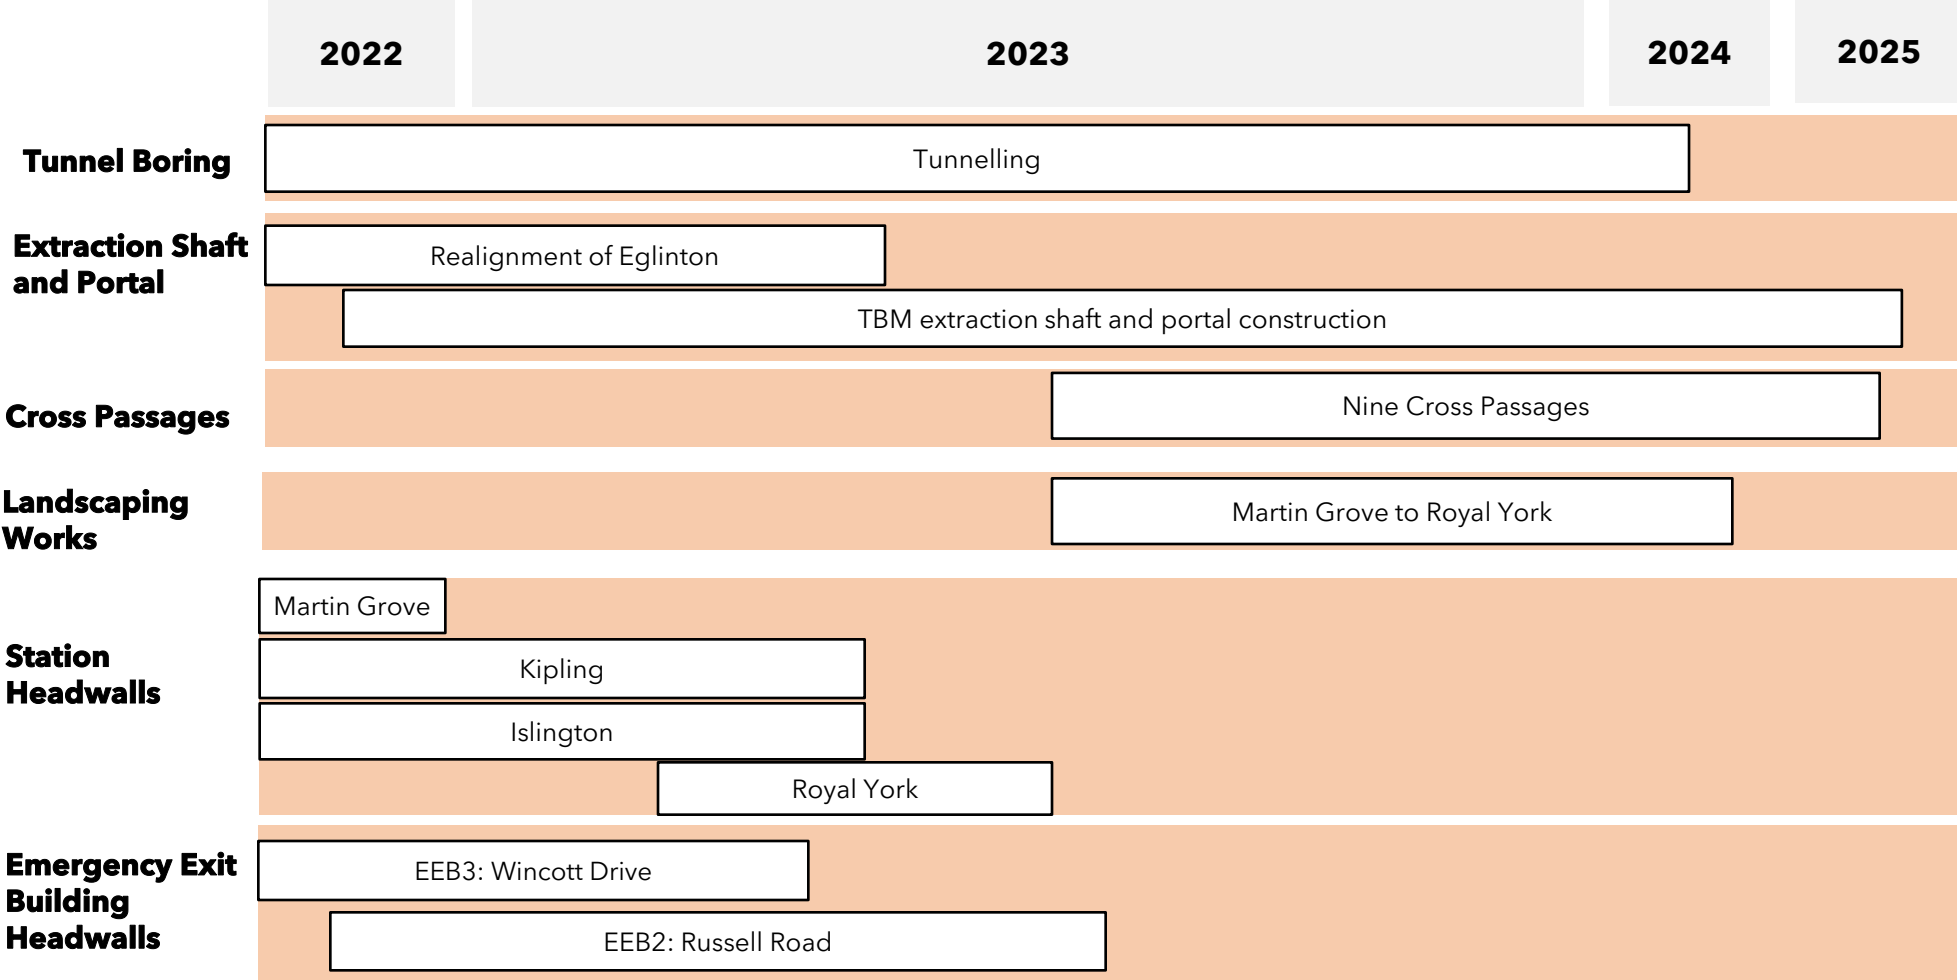 2022
2023
2024
2025
Tunnel Boring
Tunnelling
Extraction Shaft
and Portal
Realignment of Eglinton
TBM extraction shaft and portal construction
Cross Passages
Nine Cross Passages
Landscaping
Works
Martin Grove to Royal York
Station
Headwalls
Martin Grove
Kipling
Islington
Royal York
Emergency Exit
Building
Headwalls
EEB3: Wincott Drive
EEB2: Russell Road